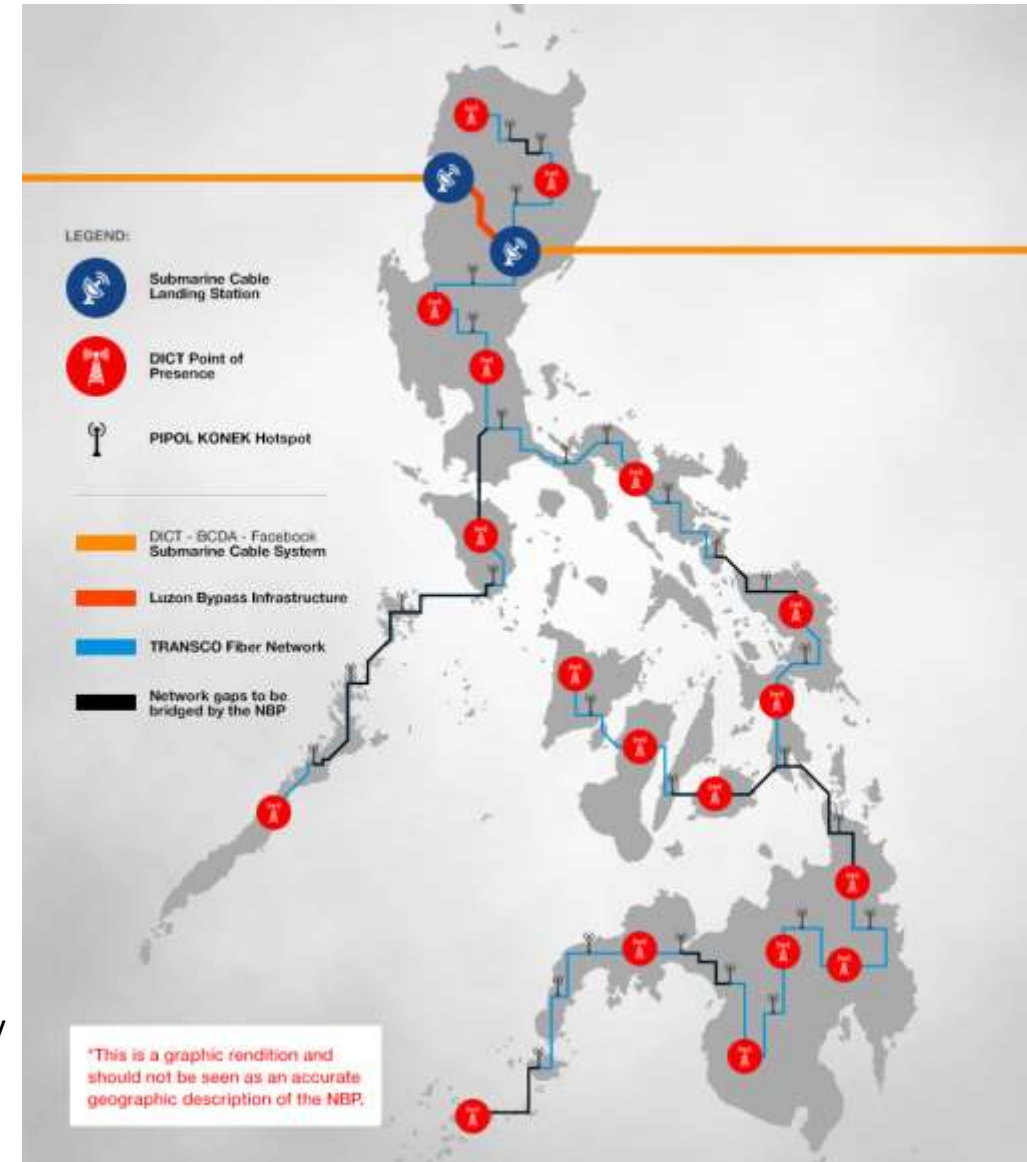 LEGEND:
Submarine Cable
Landing Station
DICT Point of
Presence
PIPOL KONEK Hotspot
DICT - BCDA - Facebook
Submarine Cable System
Luzon Bypass Infrastructure
TRANSCO Fiber Network
Network gaps to be
bridged by the NBP
y
*This is a graphic rendition and
should not be seen as an accurate
geographic description of the NBP.